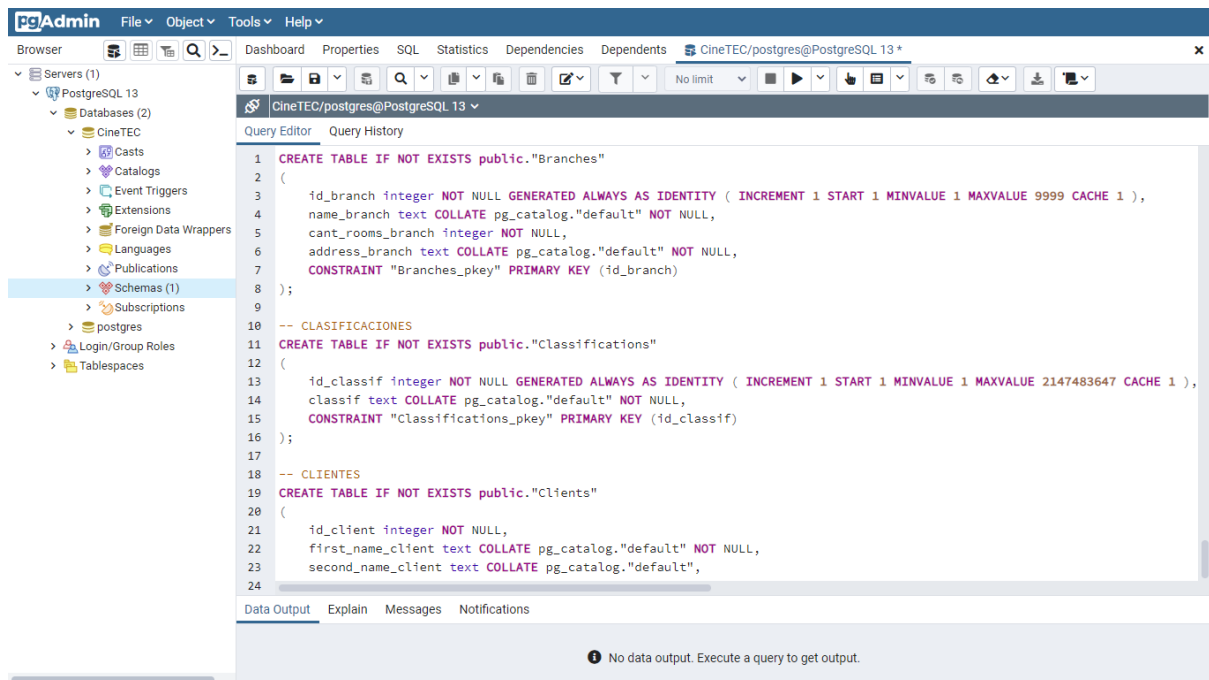 pgAdmin File Object Tools Help
Browser
Dashboard Properties SQL Statistics Dependencies Dependents CineTEC/postgres@PostgreSQL 13 *
Servers (1)
PostgreSQL 13
Databases (2)
CineTEC
Casts
Catalogs
Event Triggers
Extensions
Foreign Data Wrappers
Languages
Publications
Schemas (1)
Subscriptions
postgres
Login/Group Roles
Tablespaces
No limit
CineTEC/postgres@PostgreSQL 13
Query Editor Query History
1 CREATE TABLE IF NOT EXISTS public."Branches"
2 (
3 id_branch integer NOT NULL GENERATED ALWAYS AS IDENTITY ( INCREMENT 1 START 1 MINVALUE 1 MAXVALUE 9999 CACHE 1 ),
4 name_branch text COLLATE pg_catalog."default" NOT NULL,
5 cant_rooms_branch integer NOT NULL,
6 address_branch text COLLATE pg_catalog."default" NOT NULL,
7 CONSTRAINT "Branches_pkey" PRIMARY KEY (id_branch)
8 );
9
10 -- CLASIFICACIONES
11 CREATE TABLE IF NOT EXISTS public."Classifications"
12 (
13 id_classif integer NOT NULL GENERATED ALWAYS AS IDENTITY ( INCREMENT 1 START 1 MINVALUE 1 MAXVALUE 2147483647 CACHE 1 ),
14 classif text COLLATE pg_catalog."default" NOT NULL,
15 CONSTRAINT "Classifications_pkey" PRIMARY KEY (id_classif)
16 );
17
18 -- CLIENTES
19 CREATE TABLE IF NOT EXISTS public."Clients"
20 (
21 id_client integer NOT NULL,
22 first_name_client text COLLATE pg_catalog."default" NOT NULL,
23 second_name_client text COLLATE pg_catalog."default",
24
Data Output Explain Messages Notifications
No data output. Execute a query to get output.